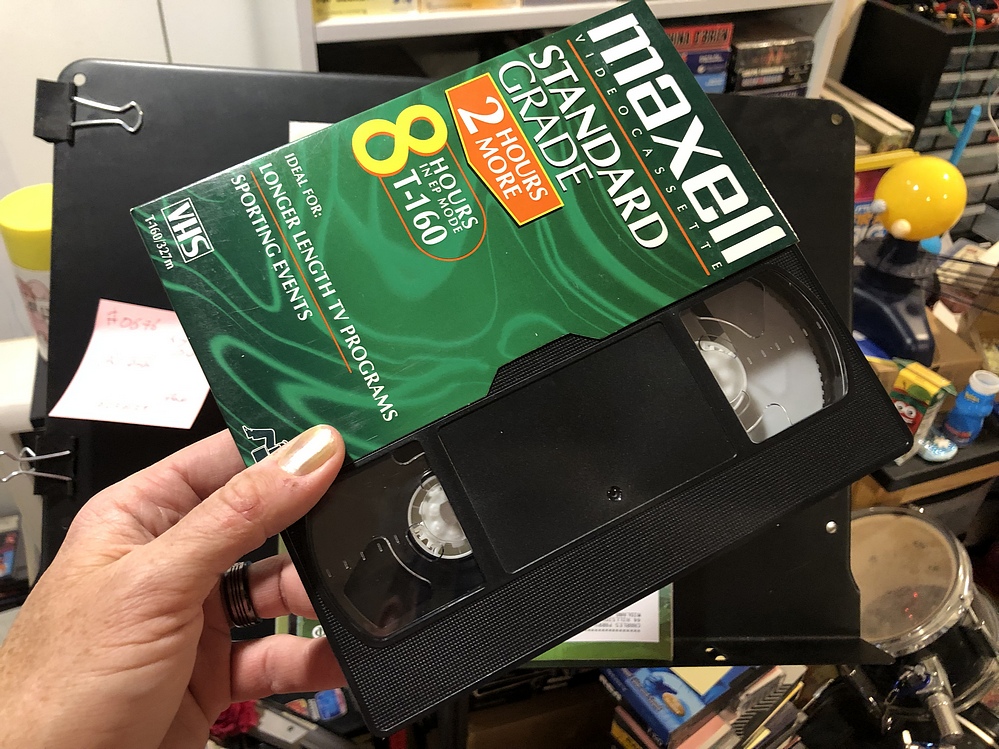 maxell
VIDEOCASSETTE
STANDARD
GRADE
2 HOURS
MORE
8 HOURS
IN EP MODE
T-160
IDEAL FOR:
LONGER LENGTH TV PROGRAMS
SPORTING EVENTS
VHS
T-160/327m